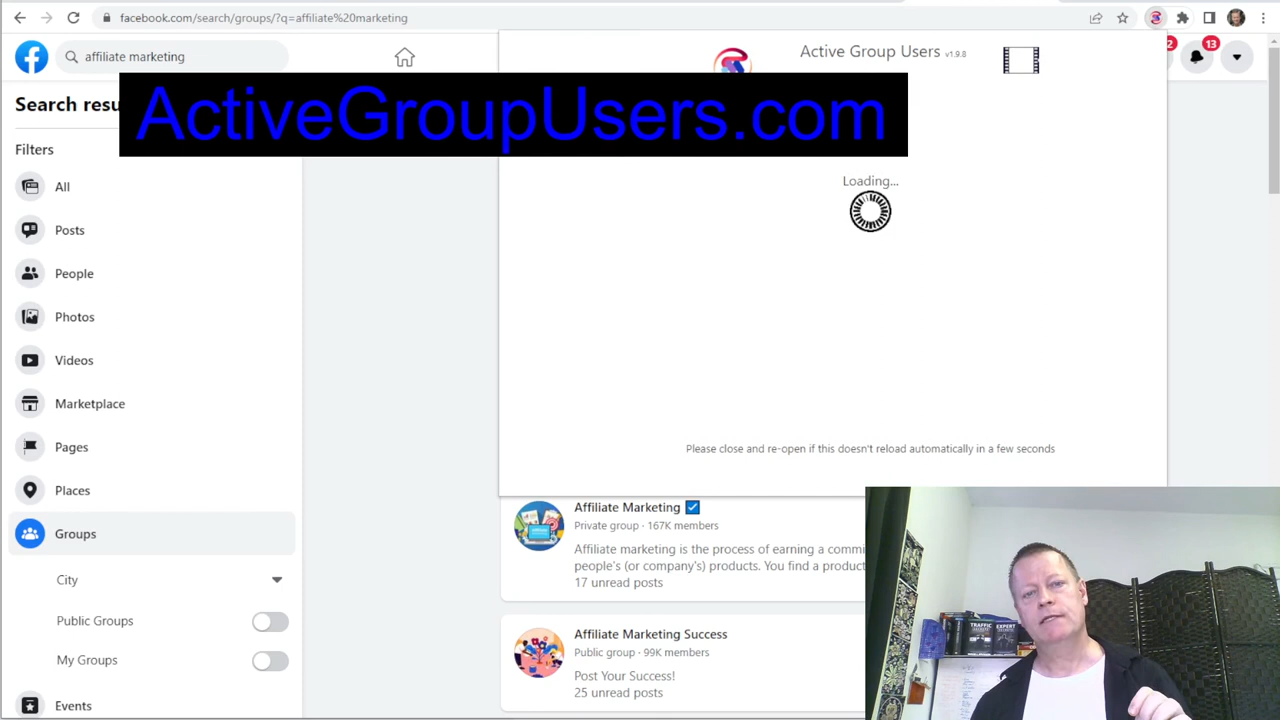 facebook.com/search/groups/?q=affiliate%20marketing
affiliate marketing
Active Group Users v1.9.8
2
13
Search resu
ActiveGroupUsers.com
Filters
All
Posts
People
Photos
Videos
Marketplace
Pages
Places
Groups
City
Public Groups
My Groups
Events
Loading...
Please close and re-open if this doesn't reload automatically in a few seconds
Affiliate Marketing
Private group · 167K members
Affiliate marketing is the process of earning a commi
people's (or company's) products. You find a product
17 unread posts
Affiliate Marketing Success
Public group · 99K members
Post Your Success!
25 unread posts
TRAFFIC
EXPERT